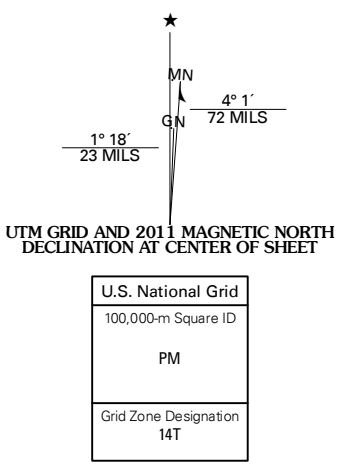 ★
MN
4° 1´
72 MILS
GN
1° 18´
23 MILS
UTM GRID AND 2011 MAGNETIC NORTH
DECLINATION AT CENTER OF SHEET
U.S. National Grid
100,000-m Square ID
PM
Grid Zone Designation
14T